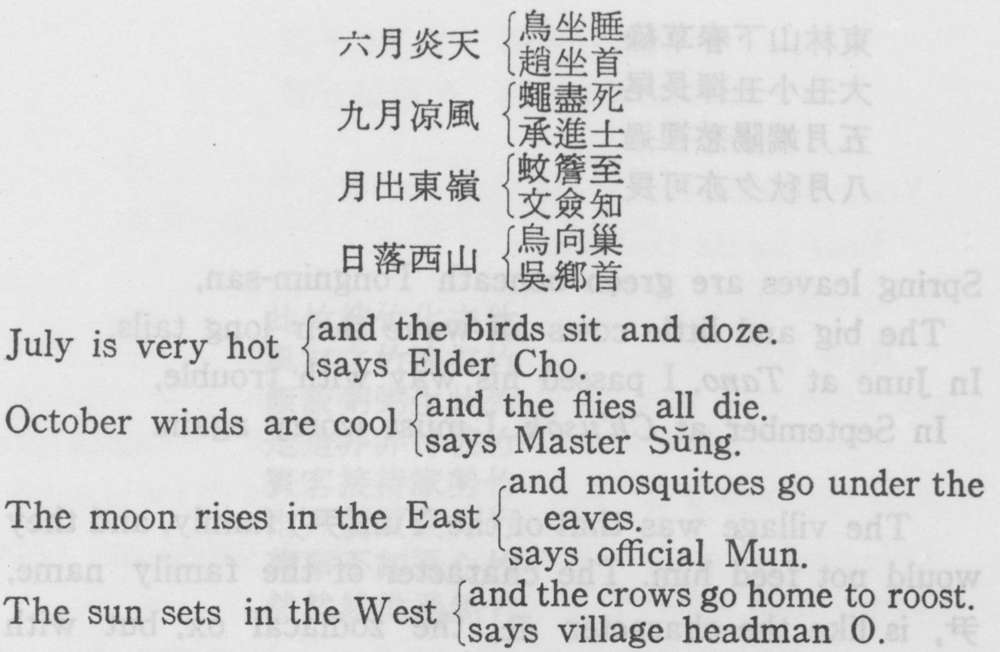 六月炎天
鳥坐睡
趙坐首
九月凉風
蠅盡死
承進士
月出東嶺
蚊簷至
文僉知
日落西山
烏向巢
吳鄕首
July is very hot
and the birds sit and doze.
says Elder Cho.
October winds are cool
and the flies all die.
says Master Sŭng.
The moon rises in the East
and mosquitoes go under the
eaves.
says official Mun.
The sun sets in the West
and the crows go home to roost.
says village headman O.